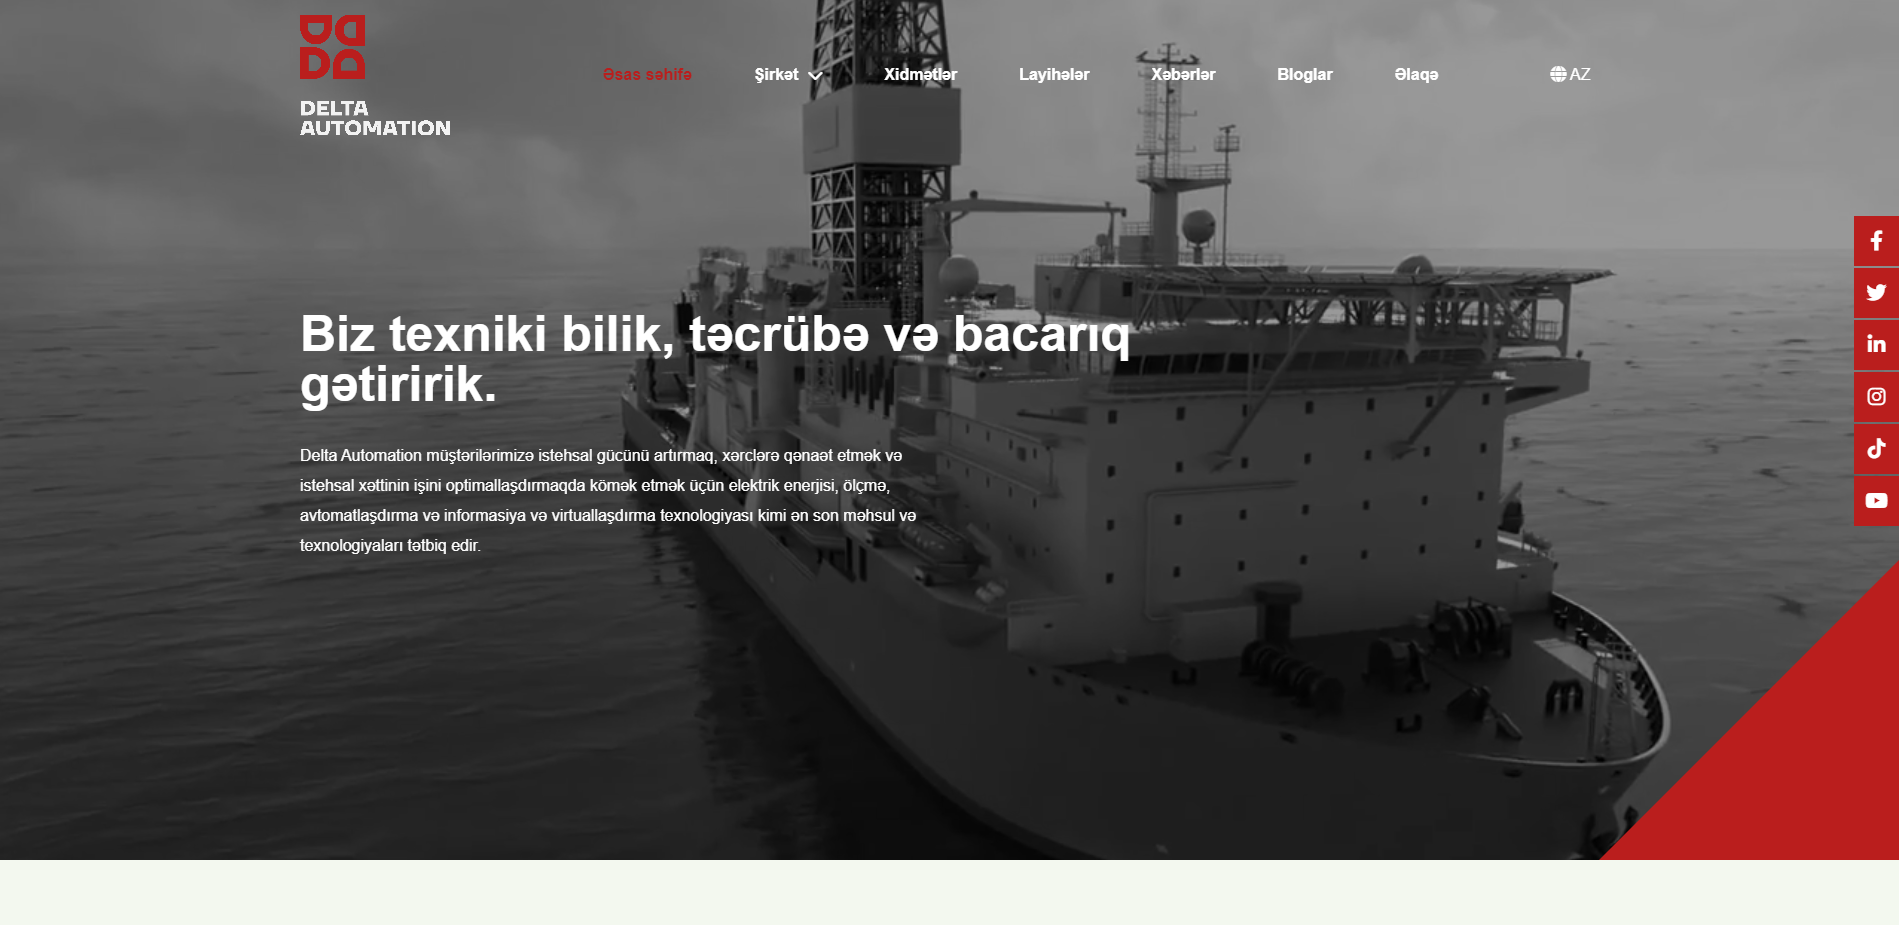 DELTA
AUTOMATION
Əsas səhifə
Şirkət
Xidmətlər
Layihələr
Xəbərlər
Bloglar
Əlaqə
AZ
Biz texniki bilik, təcrübə və bacarıq
gətiririk.
Delta Automation müştərilərimizə istehsal gücünü artırmaq, xərclərə qənaət etmək və
istehsal xəttinin işini optimallaşdırmaqda kömək etmək üçün elektrik enerjisi, ölçmə,
avtomatlaşdırma və informasiya və virtuallaşdırma texnologiyası kimi ən son məhsul və
texnologiyaları tətbiq edir.